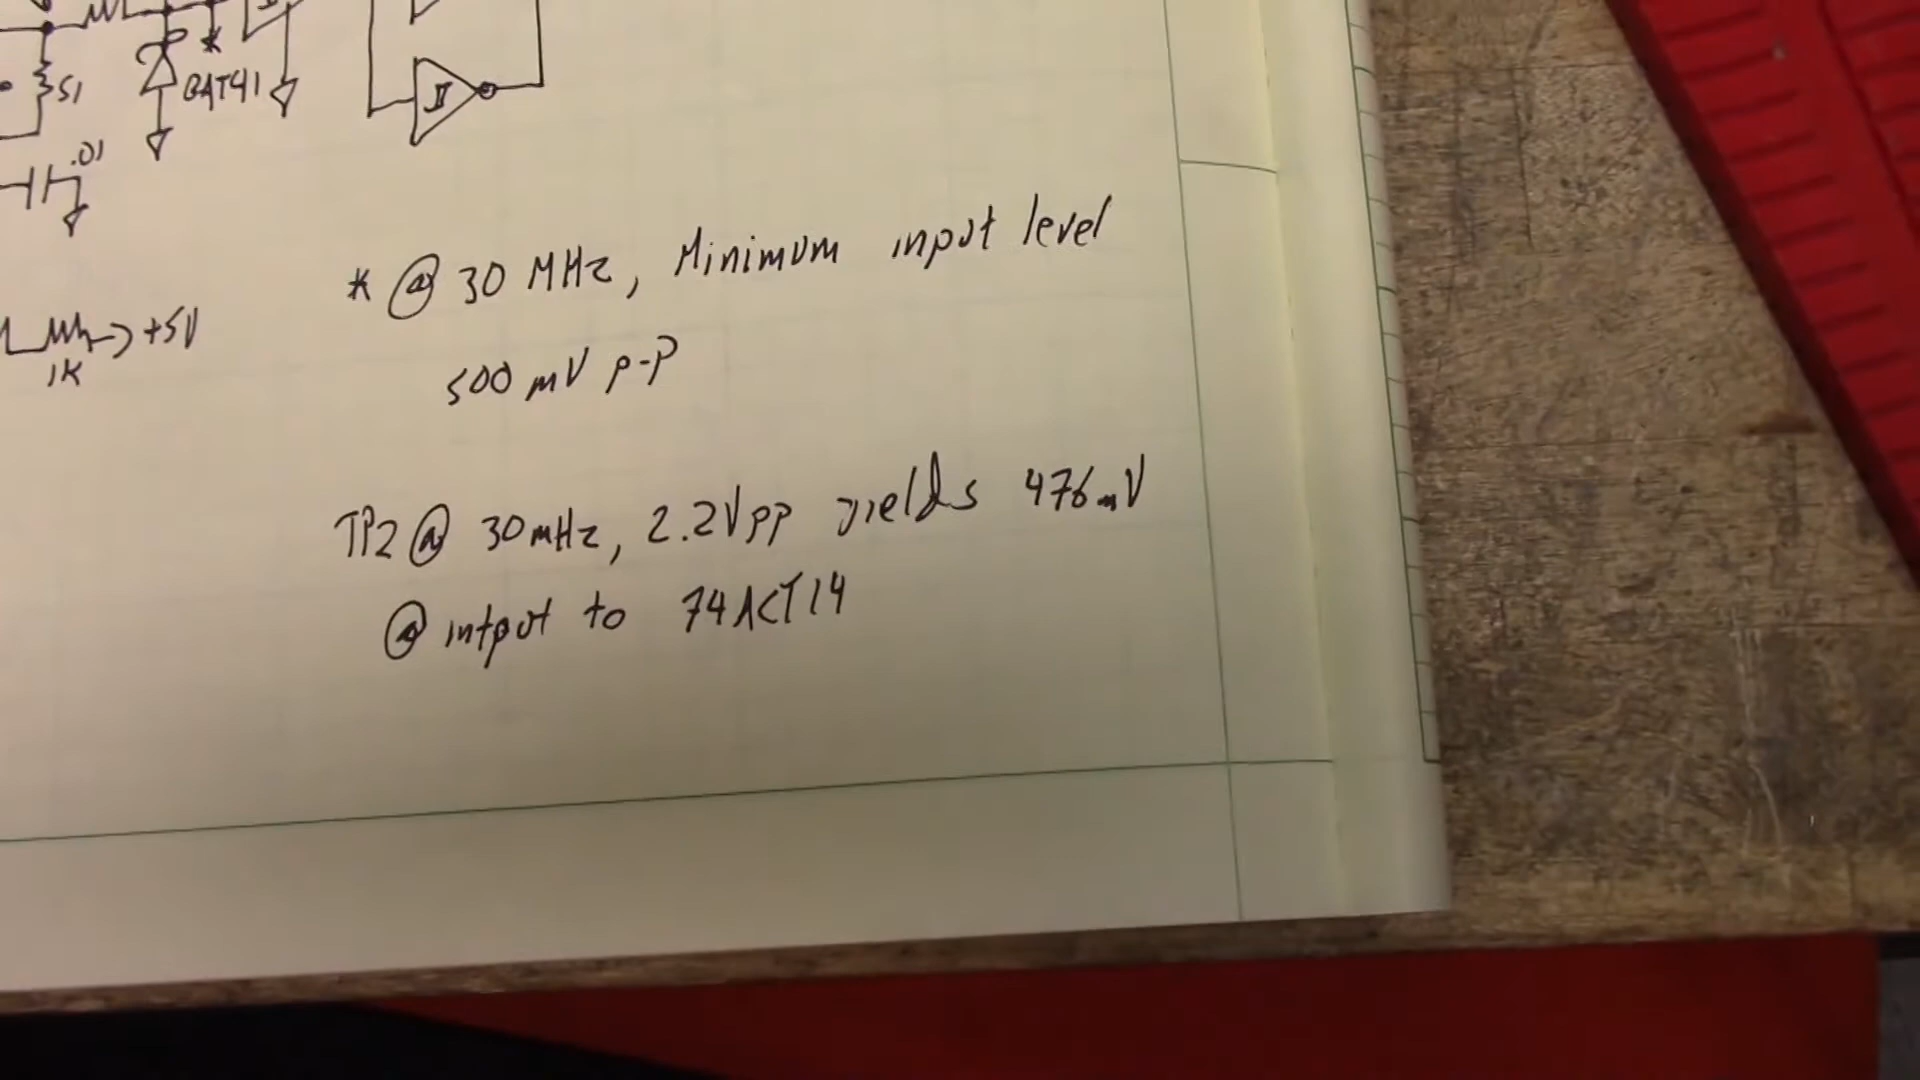 51
BAT41
.01
* @ 30 MHz, Minimum input level
500 mV p-p
+5V
1K
TP2 @ 30mHz, 2.2Vpp yields 476mV
@ intput to 74ACT14